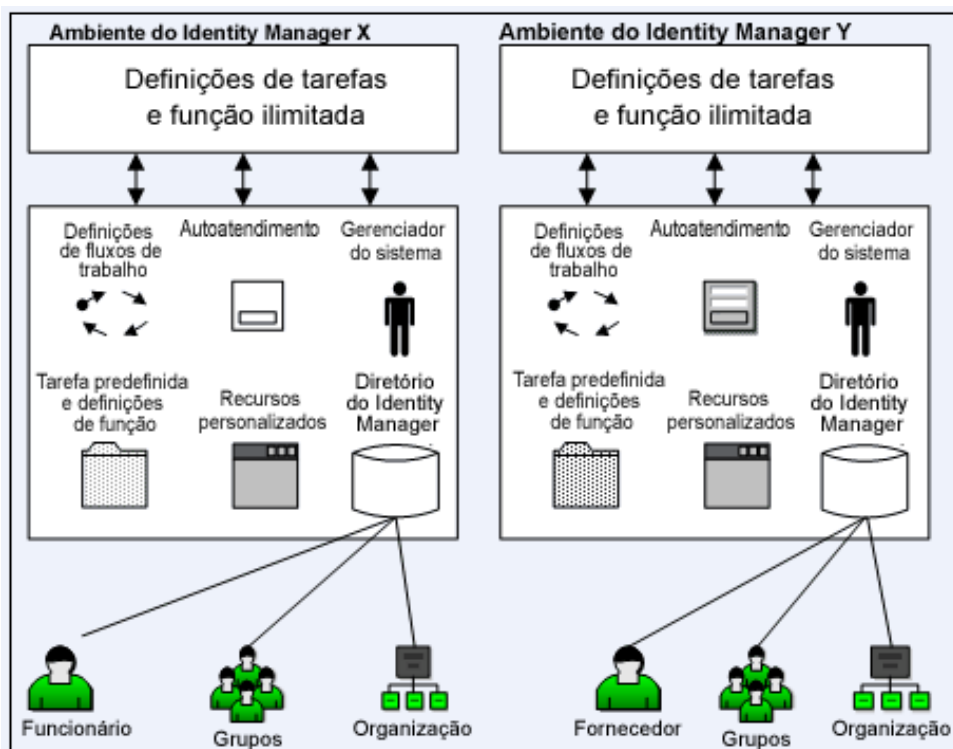 Ambiente do Identity Manager X
Definições de tarefas
e função ilimitada
Definições
de fluxos de
trabalho
Autoatendimento
Gerenciador
do sistema
Tarefa predefinida
e definições
de função
Recursos
personalizados
Diretório
do Identity
Manager
Funcionário
Grupos
Organização
Ambiente do Identity Manager Y
Definições de tarefas
e função ilimitada
Definições
de fluxos de
trabalho
Autoatendimento
Gerenciador
do sistema
Tarefa predefinida
e definições
de função
Recursos
personalizados
Diretório
do Identity
Manager
Fornecedor
Grupos
Organização